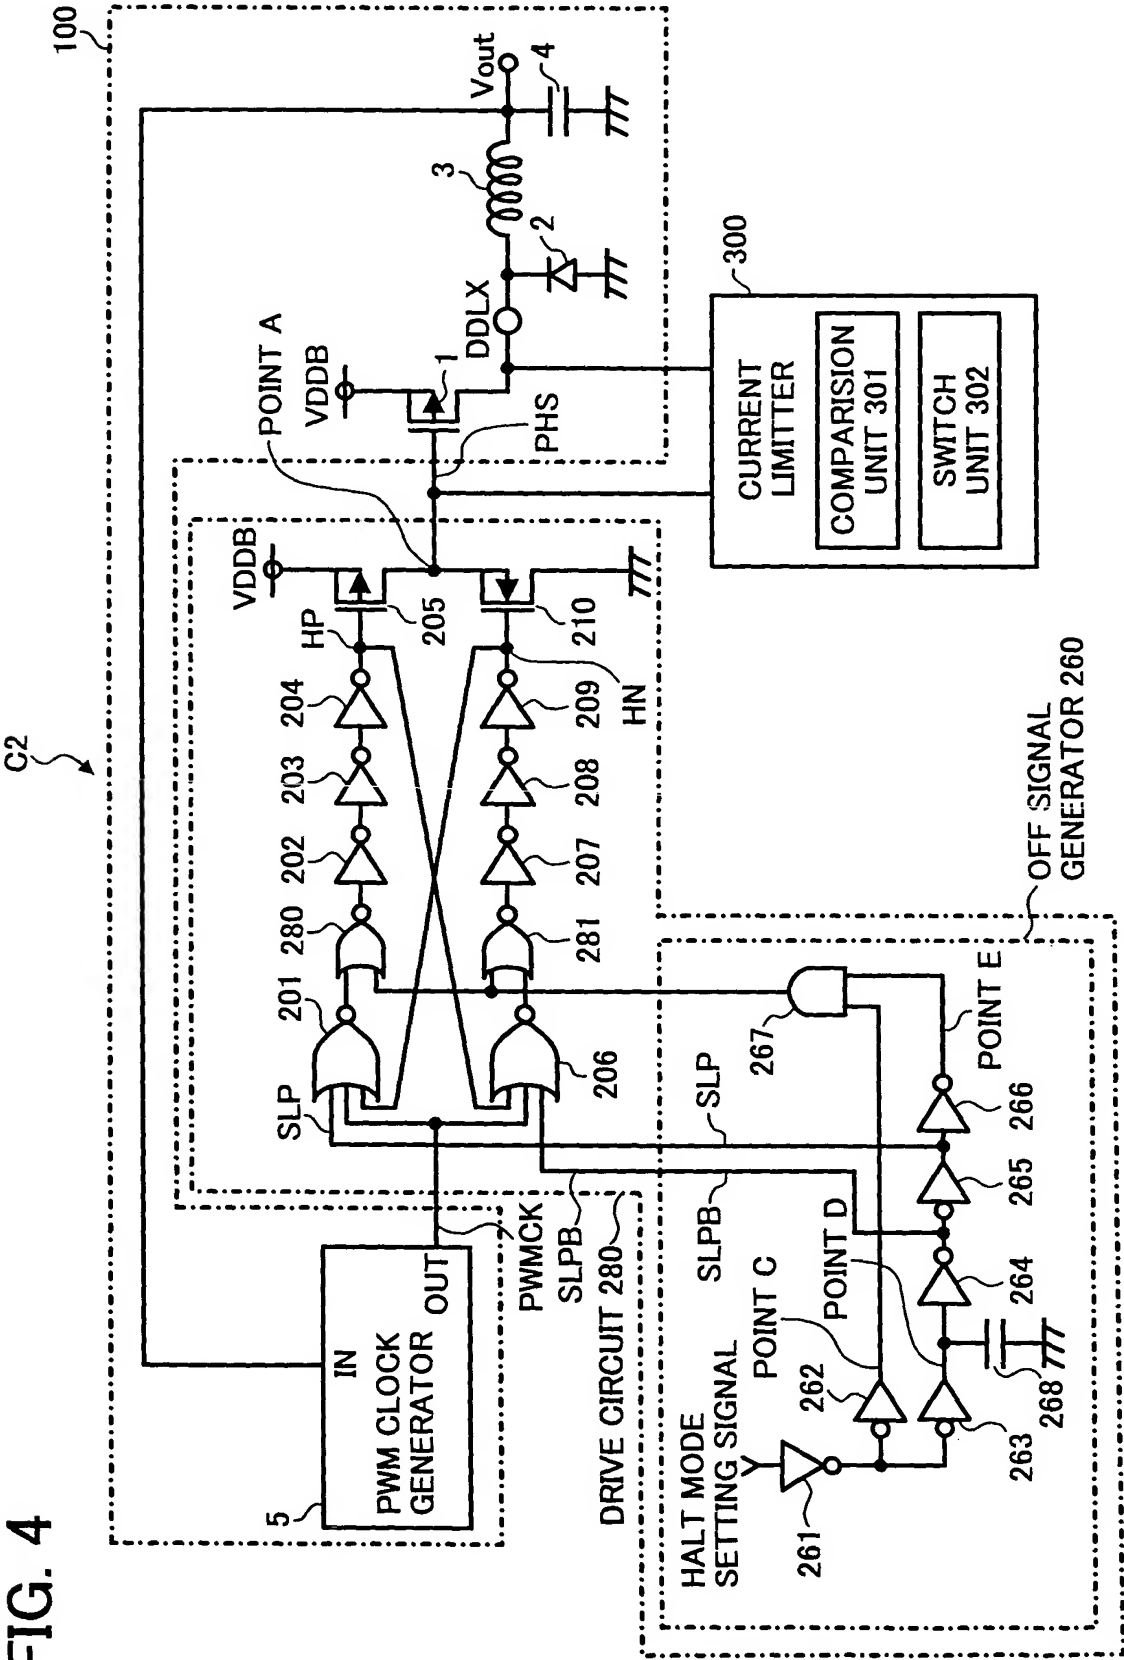 FIG. 4
C2
100
5
IN
PWM CLOCK
GENERATOR
OUT
PWMCK
SLPB
SLP
201
280
202
203
204
HP
VDDB
205
POINT A
VDDB
1
PHS
DDLX
2
3
Vout
4
206
281
207
208
209
HN
210
DRIVE CIRCUIT 280
SLPB
SLP
300
CURRENT
LIMITTER
COMPARISION
UNIT 301
SWITCH
UNIT 302
HALT MODE
SETTING SIGNAL
261
POINT C
262
POINT D
263
268
264
265
266
267
POINT E
OFF SIGNAL
GENERATOR 260